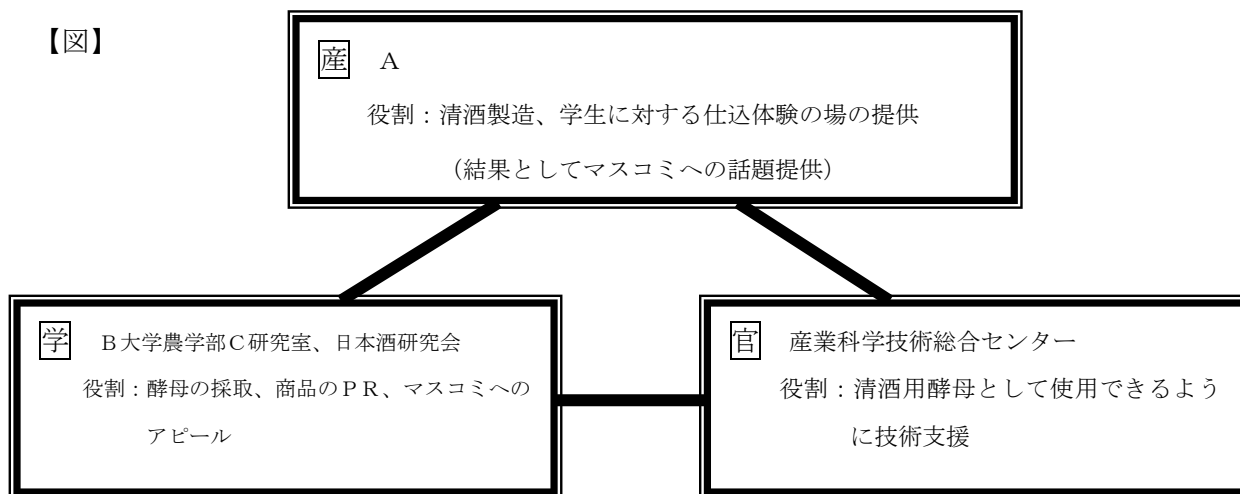 【図】
産 A
役割：清酒製造、学生に対する仕込体験の場の提供
（結果としてマスコミへの話題提供）
学 B大学農学部C研究室、日本酒研究会
役割：酵母の採取、商品のPR、マスコミへの
アピール
官 産業科学技術総合センター
役割：清酒用酵母として使用できるよう
に技術支援